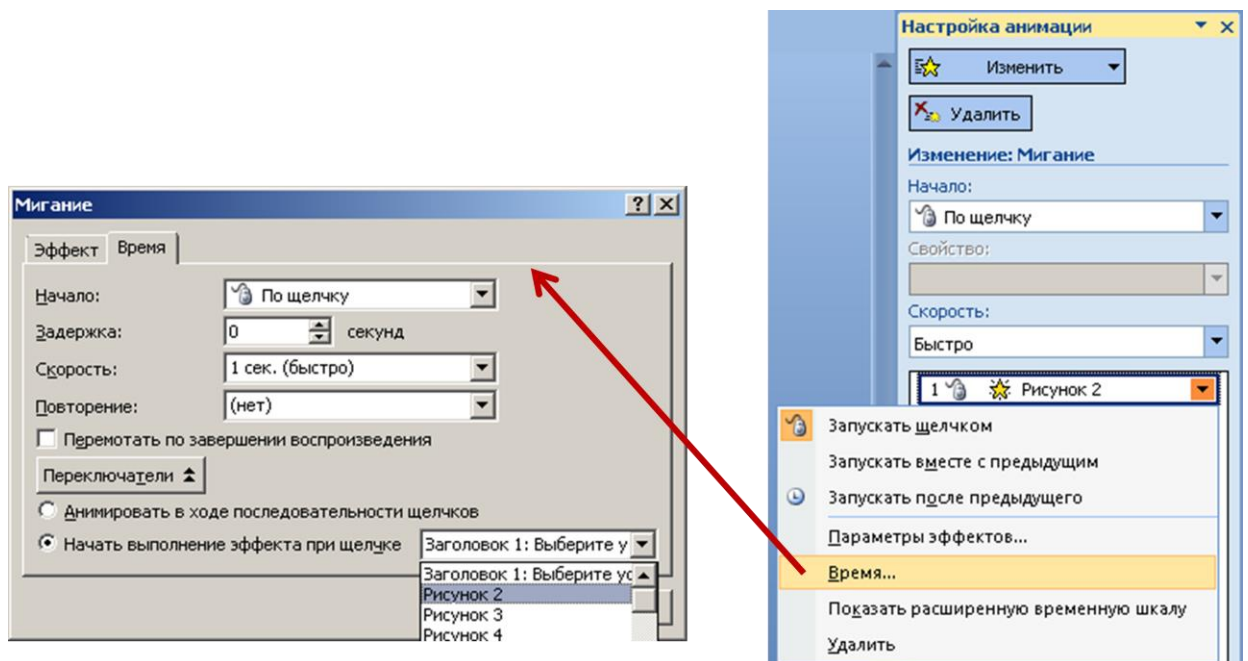 Мигание
Эффект Время
Начало: По щелчку
Задержка: 0 секунд
Скорость: 1 сек. (быстро)
Повторение: (нет)
Перемотать по завершении воспроизведения
Переключатели
Анимировать в ходе последовательности щелчков
Начать выполнение эффекта при щелчке Заголовок 1: Выберите у
Заголовок 1: Выберите ус
Рисунок 2
Рисунок 3
Рисунок 4
Настройка анимации
Изменить
Удалить
Изменение: Мигание
Начало:
По щелчку
Свойство:
Скорость:
Быстро
1 Рисунок 2
Запускать щелчком
Запускать вместе с предыдущим
Запускать после предыдущего
Параметры эффектов...
Время...
Показать расширенную временную шкалу
Удалить